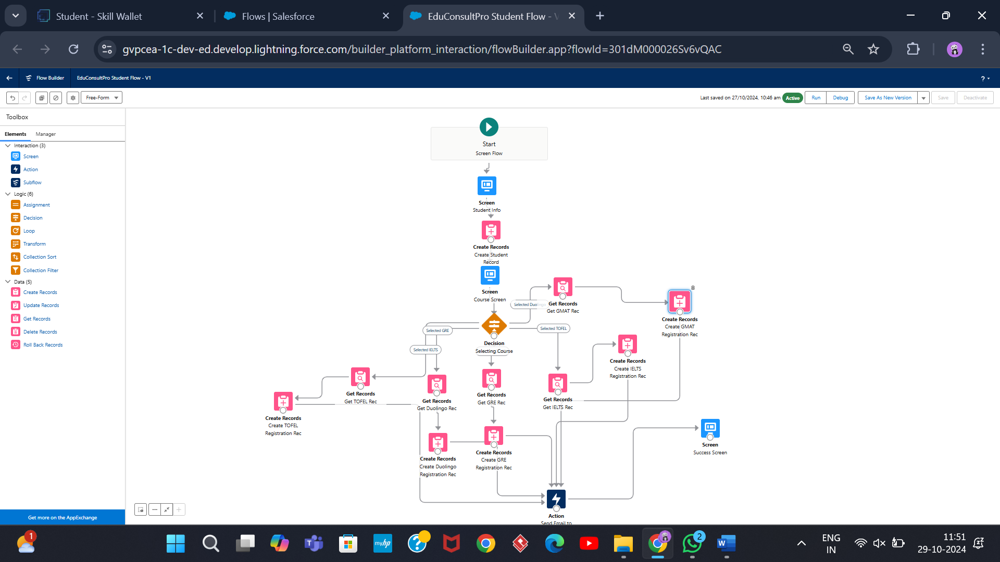 Student - Skill Wallet
Flows | Salesforce
EduConsultPro Student Flow - V
gvpcea-1c-dev-ed.develop.lightning.force.com/builder_platform_interaction/flowBuilder.app?flowId=301dM000026Sv6vQAC
Flow Builder
EduConsultPro Student Flow - V1
?
Free-Form
Last saved on 27/10/2024, 10:46 am
Active
Run
Debug
Save As New Version
Save
Deactivate
Toolbox
Elements
Manager
Interaction (3)
Screen
Action
Subflow
Logic (6)
Assignment
Decision
Loop
Transform
Collection Sort
Collection Filter
Data (5)
Create Records
Update Records
Get Records
Delete Records
Roll Back Records
Get more on the AppExchange
Start
Screen Flow
Screen
Student Info
Create Records
Create Student
Record
Screen
Course Screen
Selected Duolingo
Get Records
Get GMAT Rec
Create Records
Create GMAT
Registration Rec
Selected GRE
Selected TOFEL
Decision
Selecting Course
Selected IELTS
Create Records
Create IELTS
Registration Rec
Get Records
Get TOFEL Rec
Get Records
Get Duolingo Rec
Get Records
Get GRE Rec
Get Records
Get IELTS Rec
Create Records
Create TOFEL
Registration Rec
Create Records
Create Duolingo
Registration Rec
Create Records
Create GRE
Registration Rec
Screen
Success Screen
Action
Send Email to
1
myhp
2
ENG
IN
11:51
29-10-2024